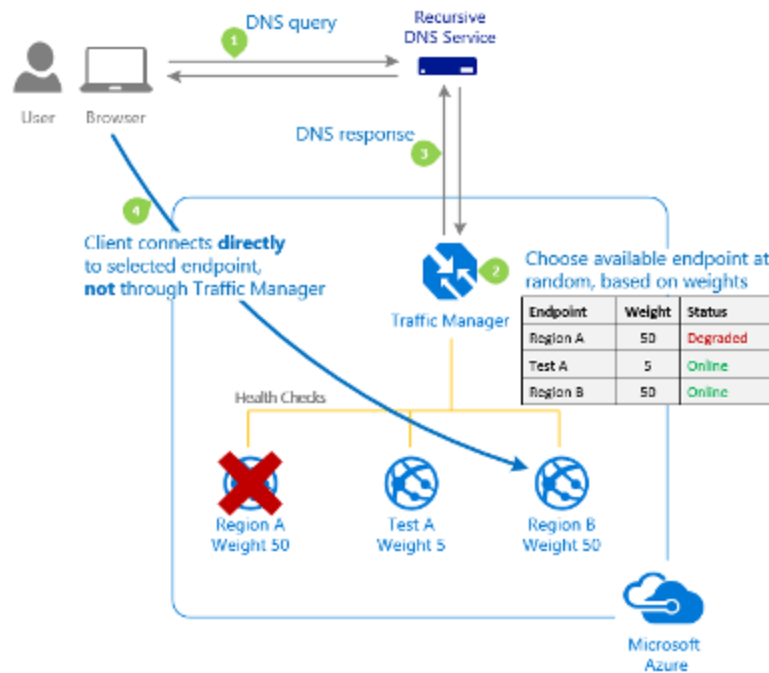 DNS query
1
Recursive
DNS Service
User
Browser
DNS response
3
4
Client connects directly
to selected endpoint,
not through Traffic Manager
2
Traffic Manager
Choose available endpoint at
random, based on weights
Endpoint Weight Status
Region A 50 Degraded
Test A 5 Online
Region B 50 Online
Health Checks
Region A
Weight 50
Test A
Weight 5
Region B
Weight 50
Microsoft
Azure